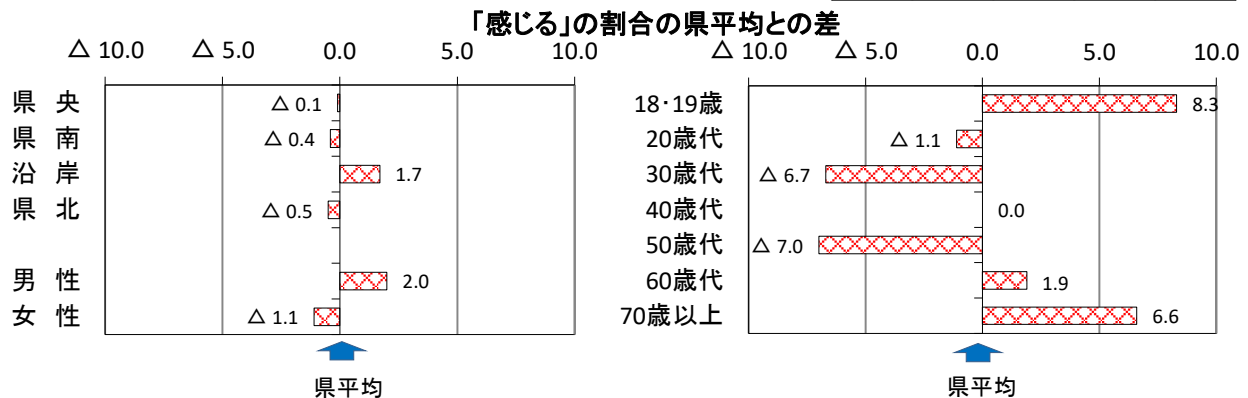 「感じる」の割合の県平均との差
△ 10.0 △ 5.0 0.0 5.0 10.0
県 央 △ 0.1
県 南 △ 0.4
沿 岸 1.7
県 北 △ 0.5
男 性 2.0
女 性 △ 1.1
県平均
△ 10.0 △ 5.0 0.0 5.0 10.0
18・19歳 8.3
20歳代 △ 1.1
30歳代 △ 6.7
40歳代 0.0
50歳代 △ 7.0
60歳代 1.9
70歳以上 6.6
県平均